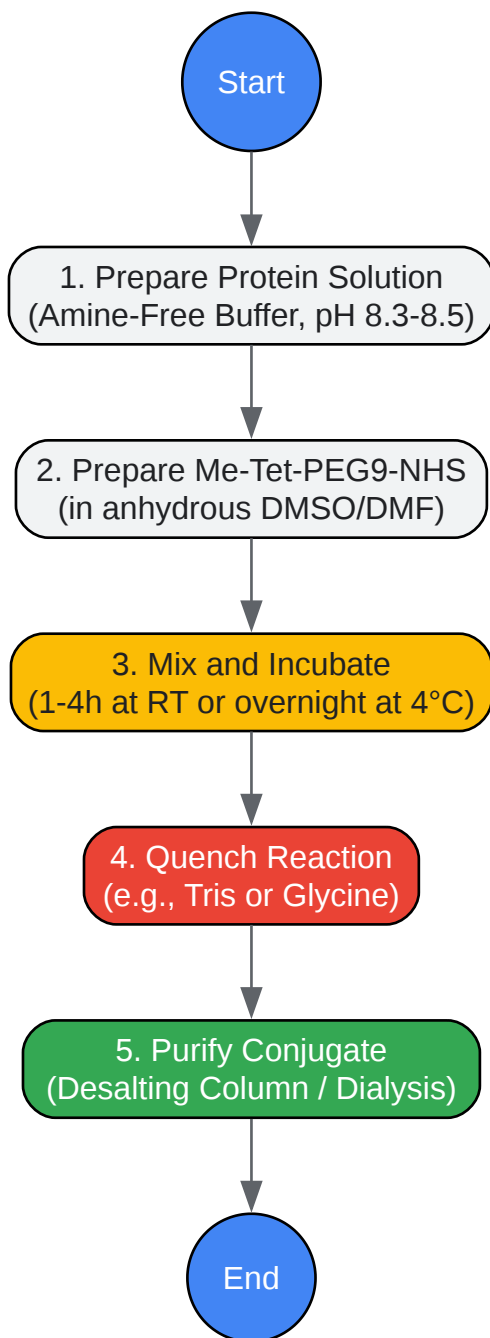 Start
1. Prepare Protein Solution
(Amine-Free Buffer, pH 8.3-8.5)
2. Prepare Me-Tet-PEG9-NHS
(in anhydrous DMSO/DMF)
3. Mix and Incubate
(1-4h at RT or overnight at 4°C)
4. Quench Reaction
(e.g., Tris or Glycine)
5. Purify Conjugate
(Desalting Column / Dialysis)
End